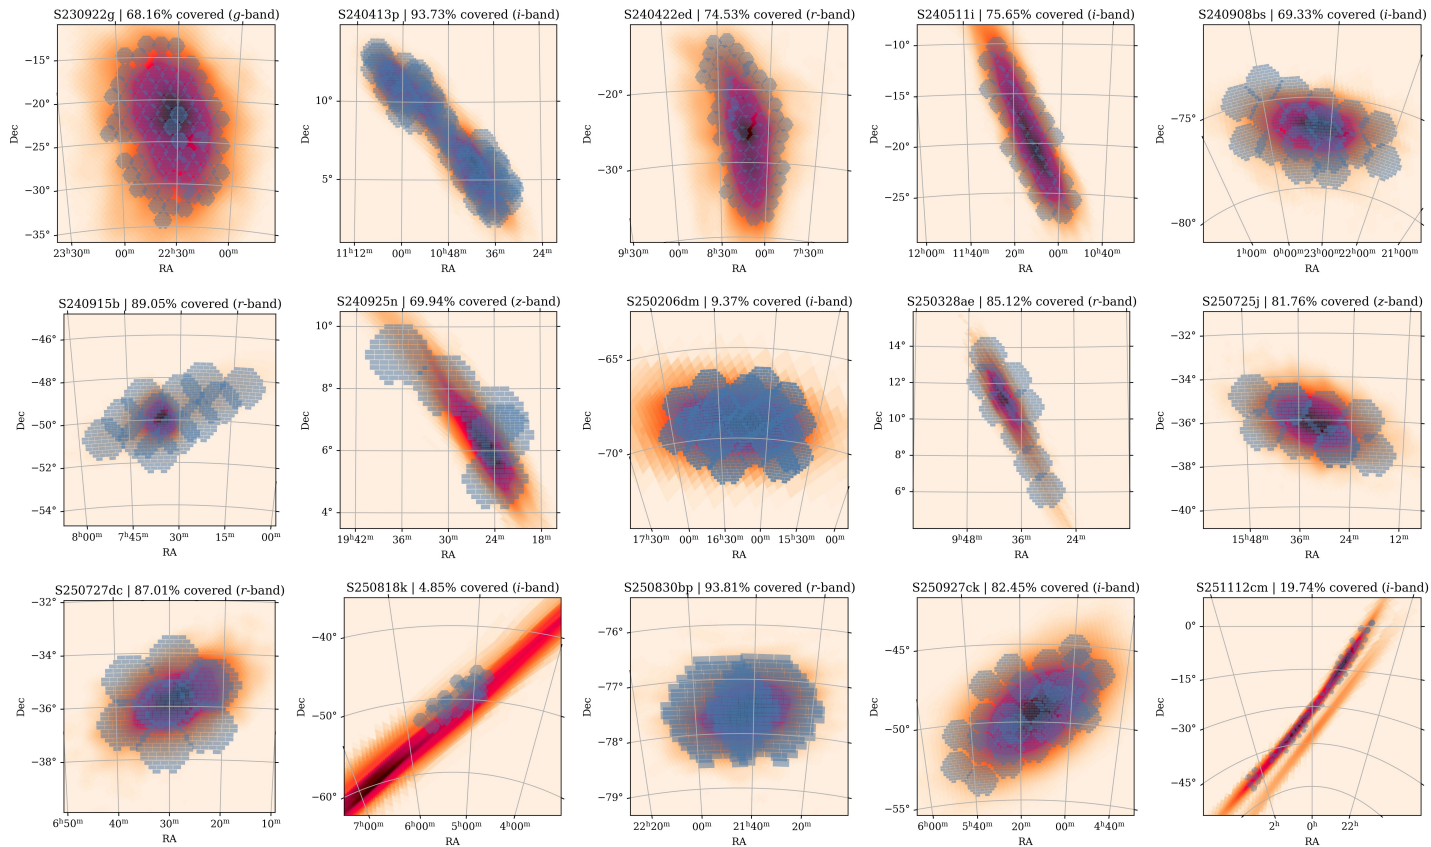 S230922g | 68.16% covered (g-band)
−15°
−20°
−25°
−30°
−35°
Dec
23ʰ30ᵐ 00ᵐ 22ʰ30ᵐ 00ᵐ
RA
S240413p | 93.73% covered (i-band)
10°
5°
Dec
11ʰ12ᵐ 00ᵐ 10ʰ48ᵐ 36ᵐ 24ᵐ
RA
S240422ed | 74.53% covered (r-band)
−20°
−30°
Dec
9ʰ30ᵐ 00ᵐ 8ʰ30ᵐ 00ᵐ 7ʰ30ᵐ
RA
S240511i | 75.65% covered (i-band)
−10°
−15°
−20°
−25°
Dec
12ʰ00ᵐ 11ʰ40ᵐ 20ᵐ 00ᵐ 10ʰ40ᵐ
RA
S240908bs | 69.33% covered (i-band)
−75°
−80°
Dec
1ʰ00ᵐ 0ʰ00ᵐ 23ʰ00ᵐ 22ʰ00ᵐ 21ʰ00ᵐ
RA
S240915b | 89.05% covered (r-band)
−46°
−48°
−50°
−52°
−54°
Dec
8ʰ00ᵐ 7ʰ45ᵐ 30ᵐ 15ᵐ 00ᵐ
RA
S240925n | 69.94% covered (z-band)
10°
8°
6°
4°
Dec
19ʰ42ᵐ 36ᵐ 30ᵐ 24ᵐ 18ᵐ
RA
S250206dm | 9.37% covered (i-band)
−65°
−70°
Dec
17ʰ30ᵐ 00ᵐ 16ʰ30ᵐ 00ᵐ 15ʰ30ᵐ 00ᵐ
RA
S250328ae | 85.12% covered (r-band)
14°
12°
10°
8°
6°
Dec
9ʰ48ᵐ 36ᵐ 24ᵐ
RA
S250725j | 81.76% covered (z-band)
−32°
−34°
−36°
−38°
−40°
Dec
15ʰ48ᵐ 36ᵐ 24ᵐ 12ᵐ
RA
S250727dc | 87.01% covered (r-band)
−32°
−34°
−36°
−38°
Dec
6ʰ50ᵐ 40ᵐ 30ᵐ 20ᵐ 10ᵐ
RA
S250818k | 4.85% covered (i-band)
−40°
−50°
−60°
Dec
7ʰ00ᵐ 6ʰ00ᵐ 5ʰ00ᵐ 4ʰ00ᵐ
RA
S250830bp | 93.81% covered (r-band)
−76°
−77°
−78°
−79°
Dec
22ʰ20ᵐ 00ᵐ 21ʰ40ᵐ 20ᵐ
RA
S250927ck | 82.45% covered (i-band)
−45°
−50°
−55°
Dec
6ʰ00ᵐ 5ʰ40ᵐ 20ᵐ 00ᵐ 4ʰ40ᵐ
RA
S251112cm | 19.74% covered (i-band)
0°
−15°
−30°
−45°
Dec
2ʰ 0ʰ 22ʰ
RA